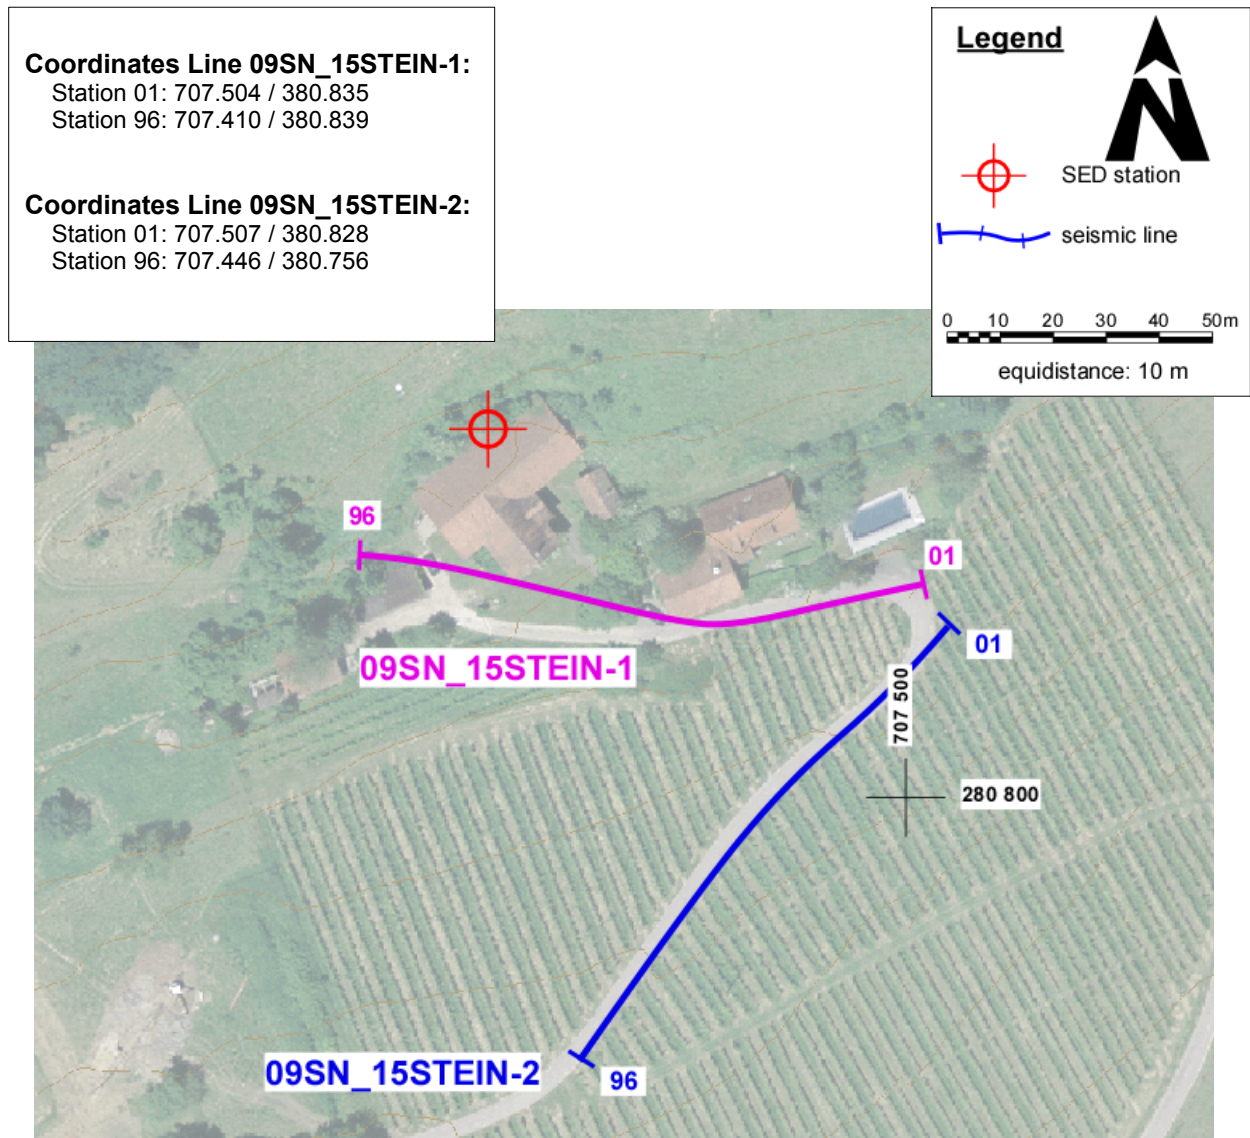 Coordinates Line 09SN_15STEIN-1:
Station 01: 707.504 / 380.835
Station 96: 707.410 / 380.839
Coordinates Line 09SN_15STEIN-2:
Station 01: 707.507 / 380.828
Station 96: 707.446 / 380.756
Legend
N
SED station
seismic line
0 10 20 30 40 50m
equidistance: 10 m
96
01
09SN_15STEIN-1
01
707 500
280 800
09SN_15STEIN-2
96